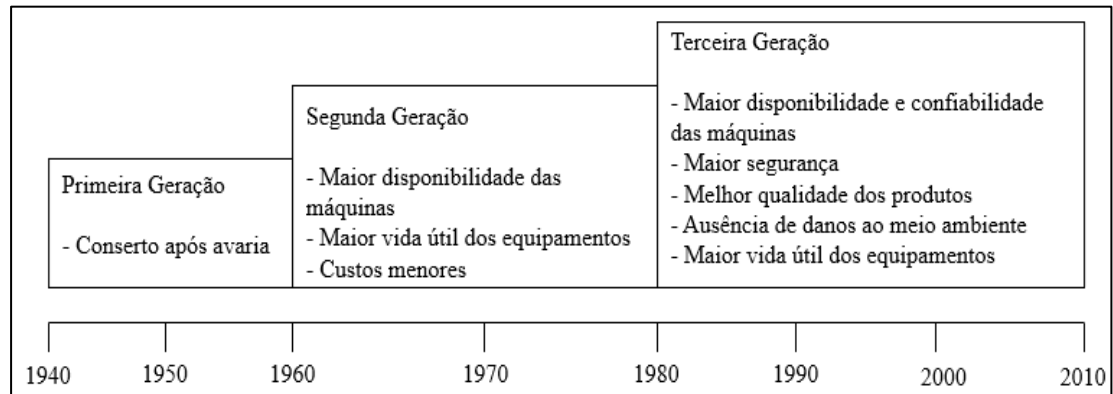 Primeira Geração
- Conserto após avaria
Segunda Geração
- Maior disponibilidade das
máquinas
- Maior vida útil dos equipamentos
- Custos menores
Terceira Geração
- Maior disponibilidade e confiabilidade
das máquinas
- Maior segurança
- Melhor qualidade dos produtos
- Ausência de danos ao meio ambiente
- Maior vida útil dos equipamentos
1940 1950 1960 1970 1980 1990 2000 2010